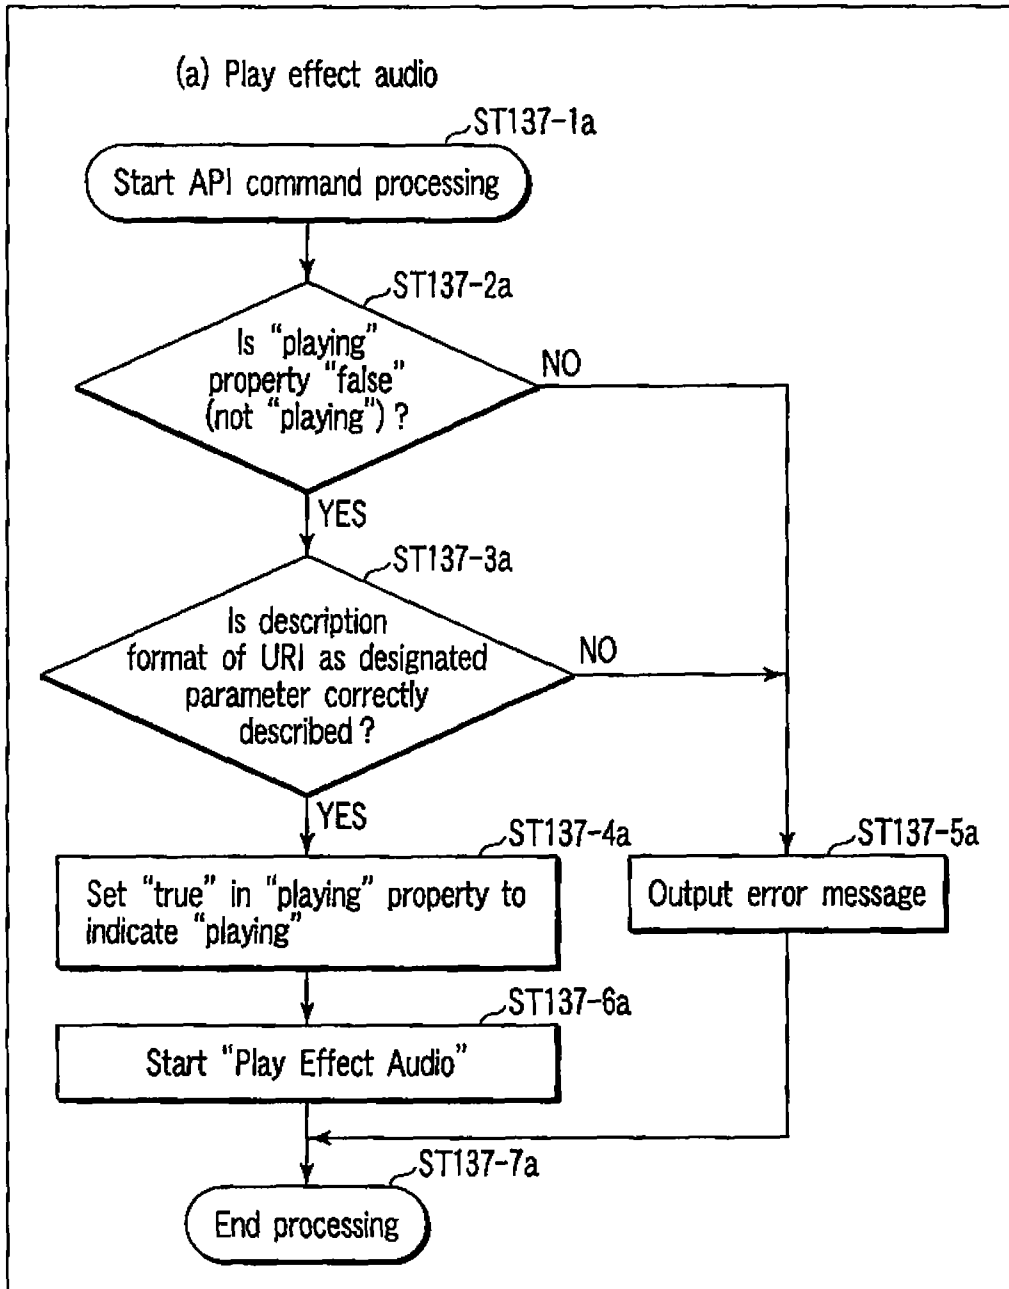 (a) Play effect audio
ST137-1a
Start API command processing
ST137-2a
Is “playing”
property “false”
(not “playing”) ?
NO
YES
ST137-3a
Is description
format of URI as designated
parameter correctly
described ?
NO
YES
ST137-4a
Set “true” in “playing” property to
indicate “playing”
ST137-5a
Output error message
ST137-6a
Start “Play Effect Audio”
ST137-7a
End processing